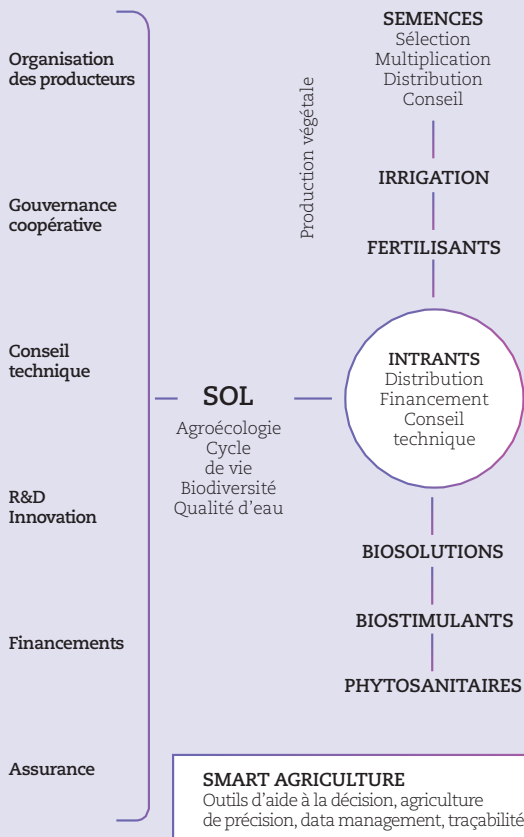 Organisation
des producteurs
Gouvernance
coopérative
Conseil
technique
R&D
Innovation
Financements
Assurance
SOL
Agroécologie
Cycle
de vie
Biodiversité
Qualité d'eau
Production végétale
SEMENCES
Sélection
Multiplication
Distribution
Conseil
IRRIGATION
FERTILISANTS
INTRANTS
Distribution
Financement
Conseil
technique
BIOSOLUTIONS
BIOSTIMULANTS
PHYTOSANITAIRES
SMART AGRICULTURE
Outils d'aide à la décision, agriculture
de précision, data management, traçabilité